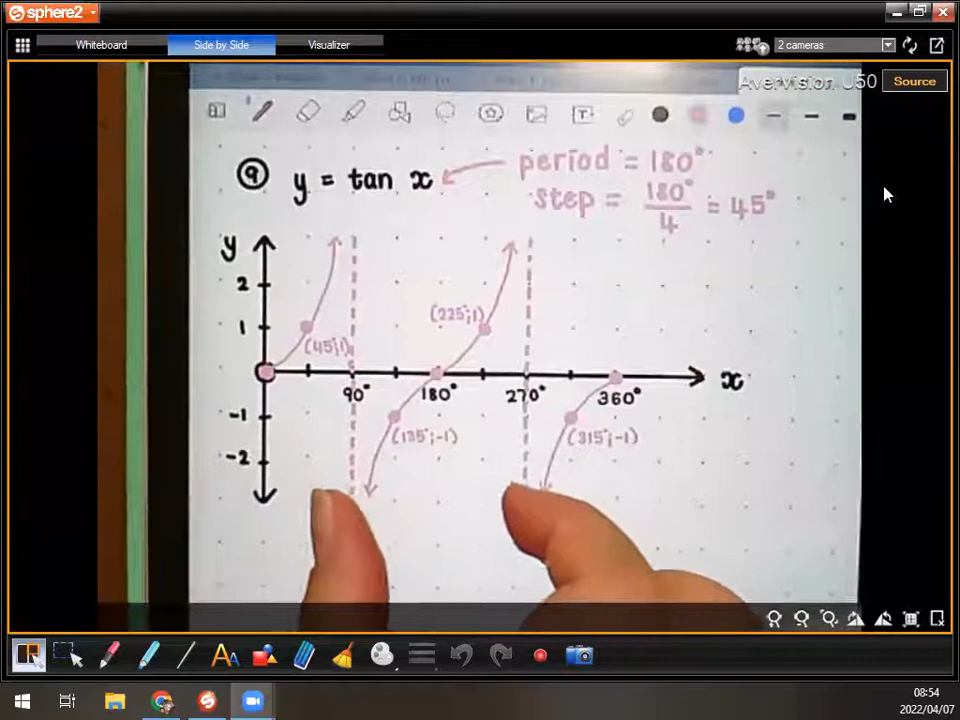 sphere2
Whiteboard
Side by Side
Visualizer
2 cameras
AverVision U50
Source
9 y = tan x
period = 180°
step = 180° / 4 = 45°
y
2
1
-1
-2
(45°;1)
(225°;1)
90°
180°
270°
360°
x
(135°;-1)
(315°;-1)
08:54
2022/04/07